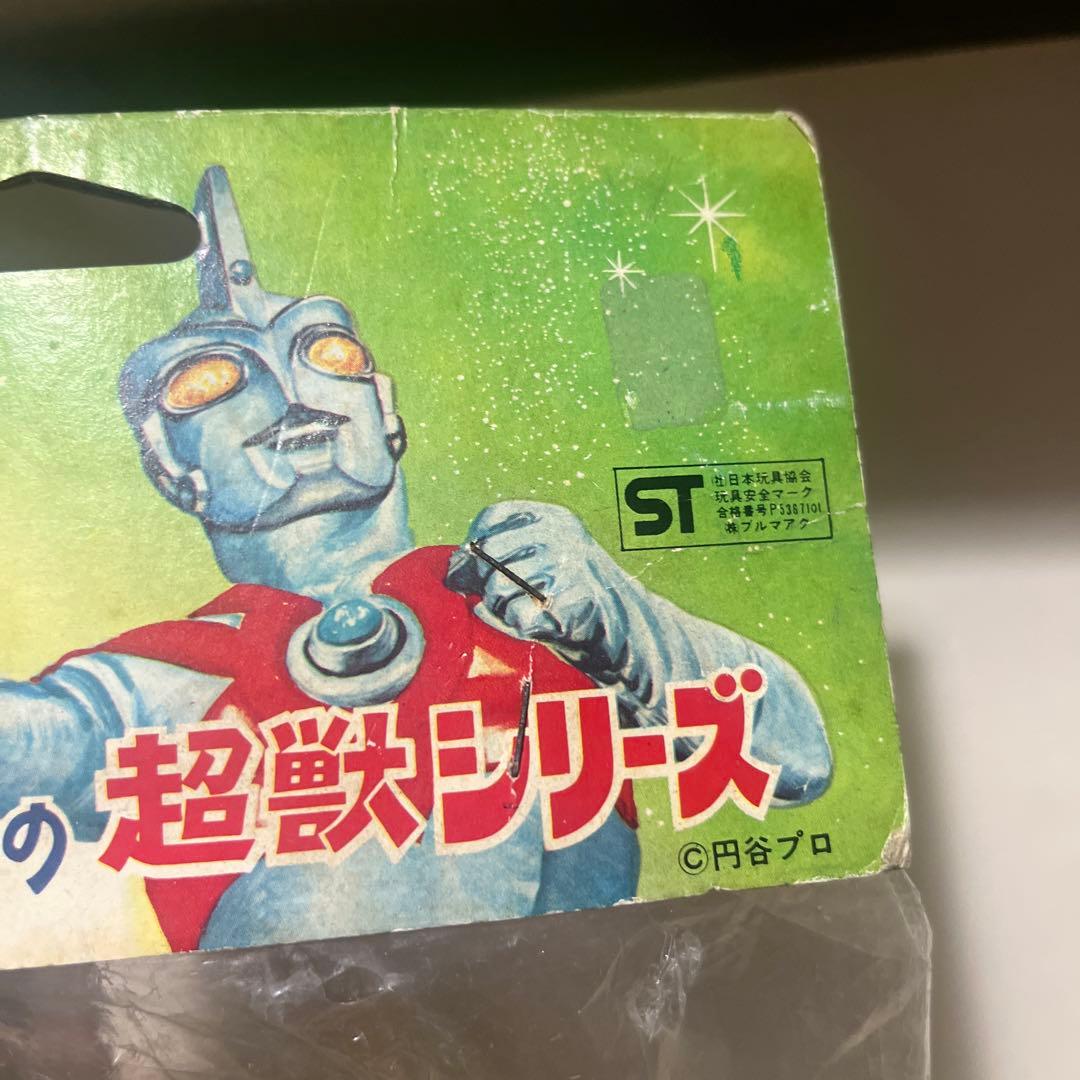 ST
㈳日本玩具協会
玩具安全マーク
合格番号P5367101
㈱ブルマアク
の超獣シリーズ
©円谷プロ